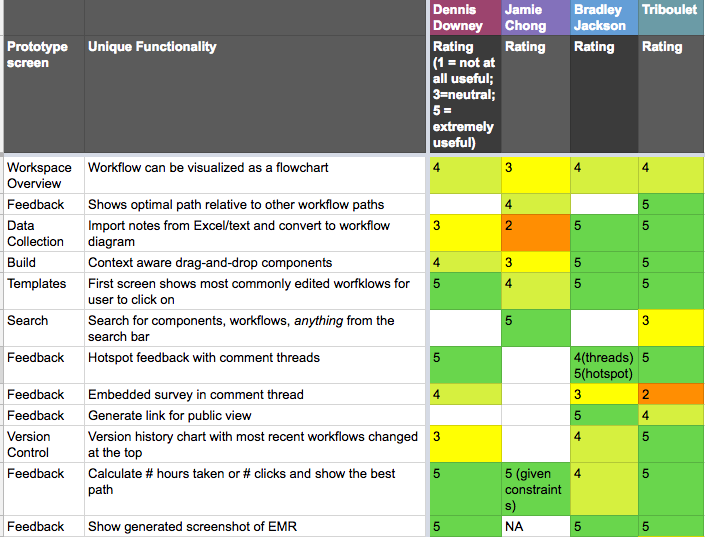 Dennis Downey Jamie Chong Bradley Jackson Triboulet
Prototype screen Unique Functionality Rating (1 = not at all useful; 3=neutral; 5 = extremely useful) Rating Rating Rating
Workspace Overview Workflow can be visualized as a flowchart 4 3 4 4
Feedback Shows optimal path relative to other workflow paths 4 5
Data Collection Import notes from Excel/text and convert to workflow diagram 3 2 5 5
Build Context aware drag-and-drop components 4 3 5 5
Templates First screen shows most commonly edited worfklows for user to click on 5 4 5 5
Search Search for components, workflows, anything from the search bar 5 3
Feedback Hotspot feedback with comment threads 5 4(threads) 5(hotspot) 5
Feedback Embedded survey in comment thread 4 3 2
Feedback Generate link for public view 5 4
Version Control Version history chart with most recent workflows changed at the top 3 4 5
Feedback Calculate # hours taken or # clicks and show the best path 5 5 (given constraints) 4 5
Feedback Show generated screenshot of EMR 5 NA 5 5